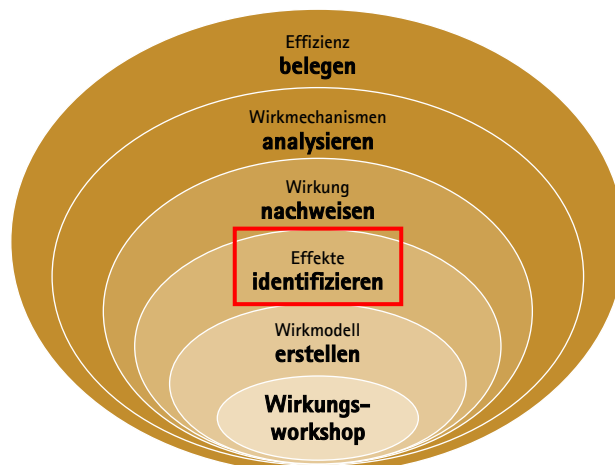 Effizienz
belegen
Wirkmechanismen
analysieren
Wirkung
nachweisen
Effekte
identifizieren
Wirkmodell
erstellen
Wirkungs-
workshop